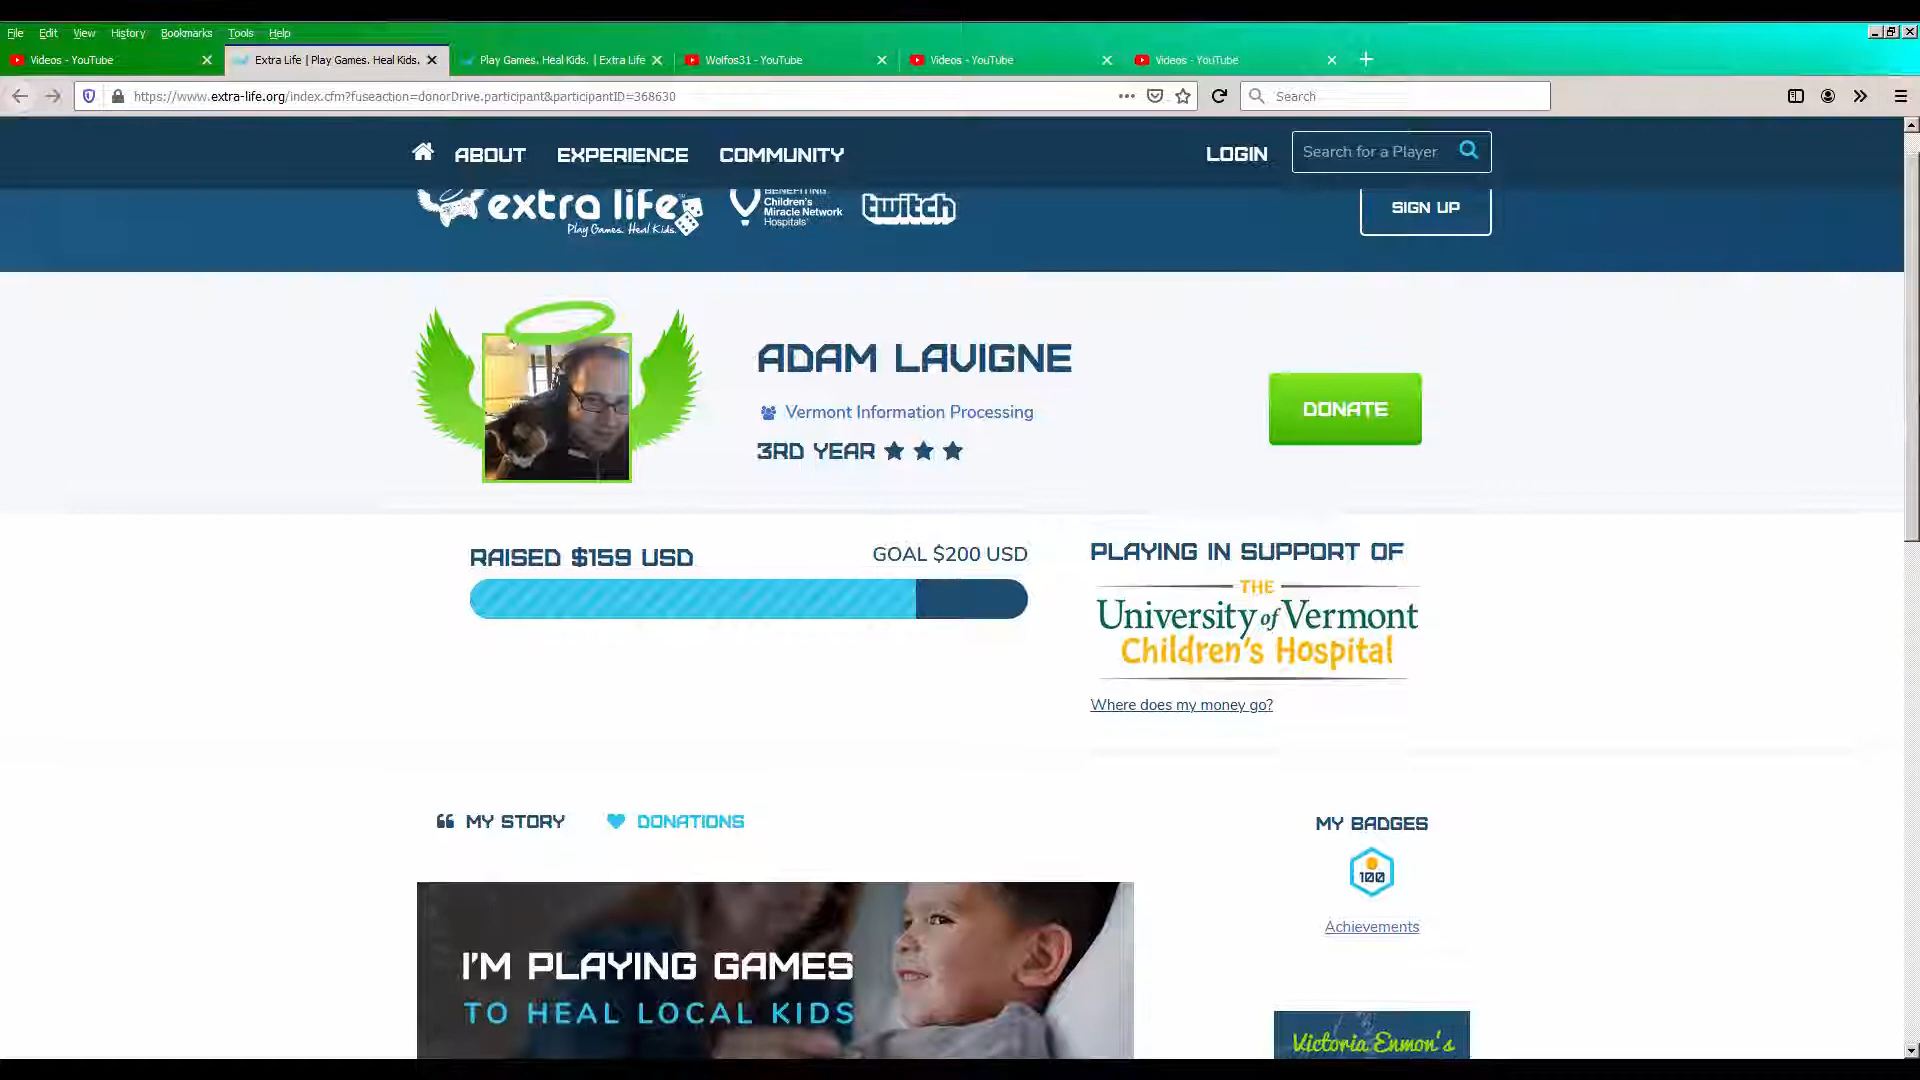 File Edit View History Bookmarks Tools Help
Videos - YouTube
Extra Life | Play Games. Heal Kids.
Play Games. Heal Kids. | Extra Life
Wolfos31 - YouTube
Videos - YouTube
Videos - YouTube
https://www.extra-life.org/index.cfm?fuseaction=donorDrive.participant&participantID=368630
Search
ABOUT EXPERIENCE COMMUNITY
LOGIN
Search for a Player
extra life
Play Games. Heal Kids.
BENEFITING
Children's
Miracle Network
Hospitals
twitch
SIGN UP
ADAM LAVIGNE
Vermont Information Processing
3RD YEAR
DONATE
RAISED $159 USD
GOAL $200 USD
PLAYING IN SUPPORT OF
THE
University of Vermont
Children's Hospital
Where does my money go?
MY STORY
DONATIONS
MY BADGES
100
Achievements
I'M PLAYING GAMES
TO HEAL LOCAL KIDS
Victoria Enmon's